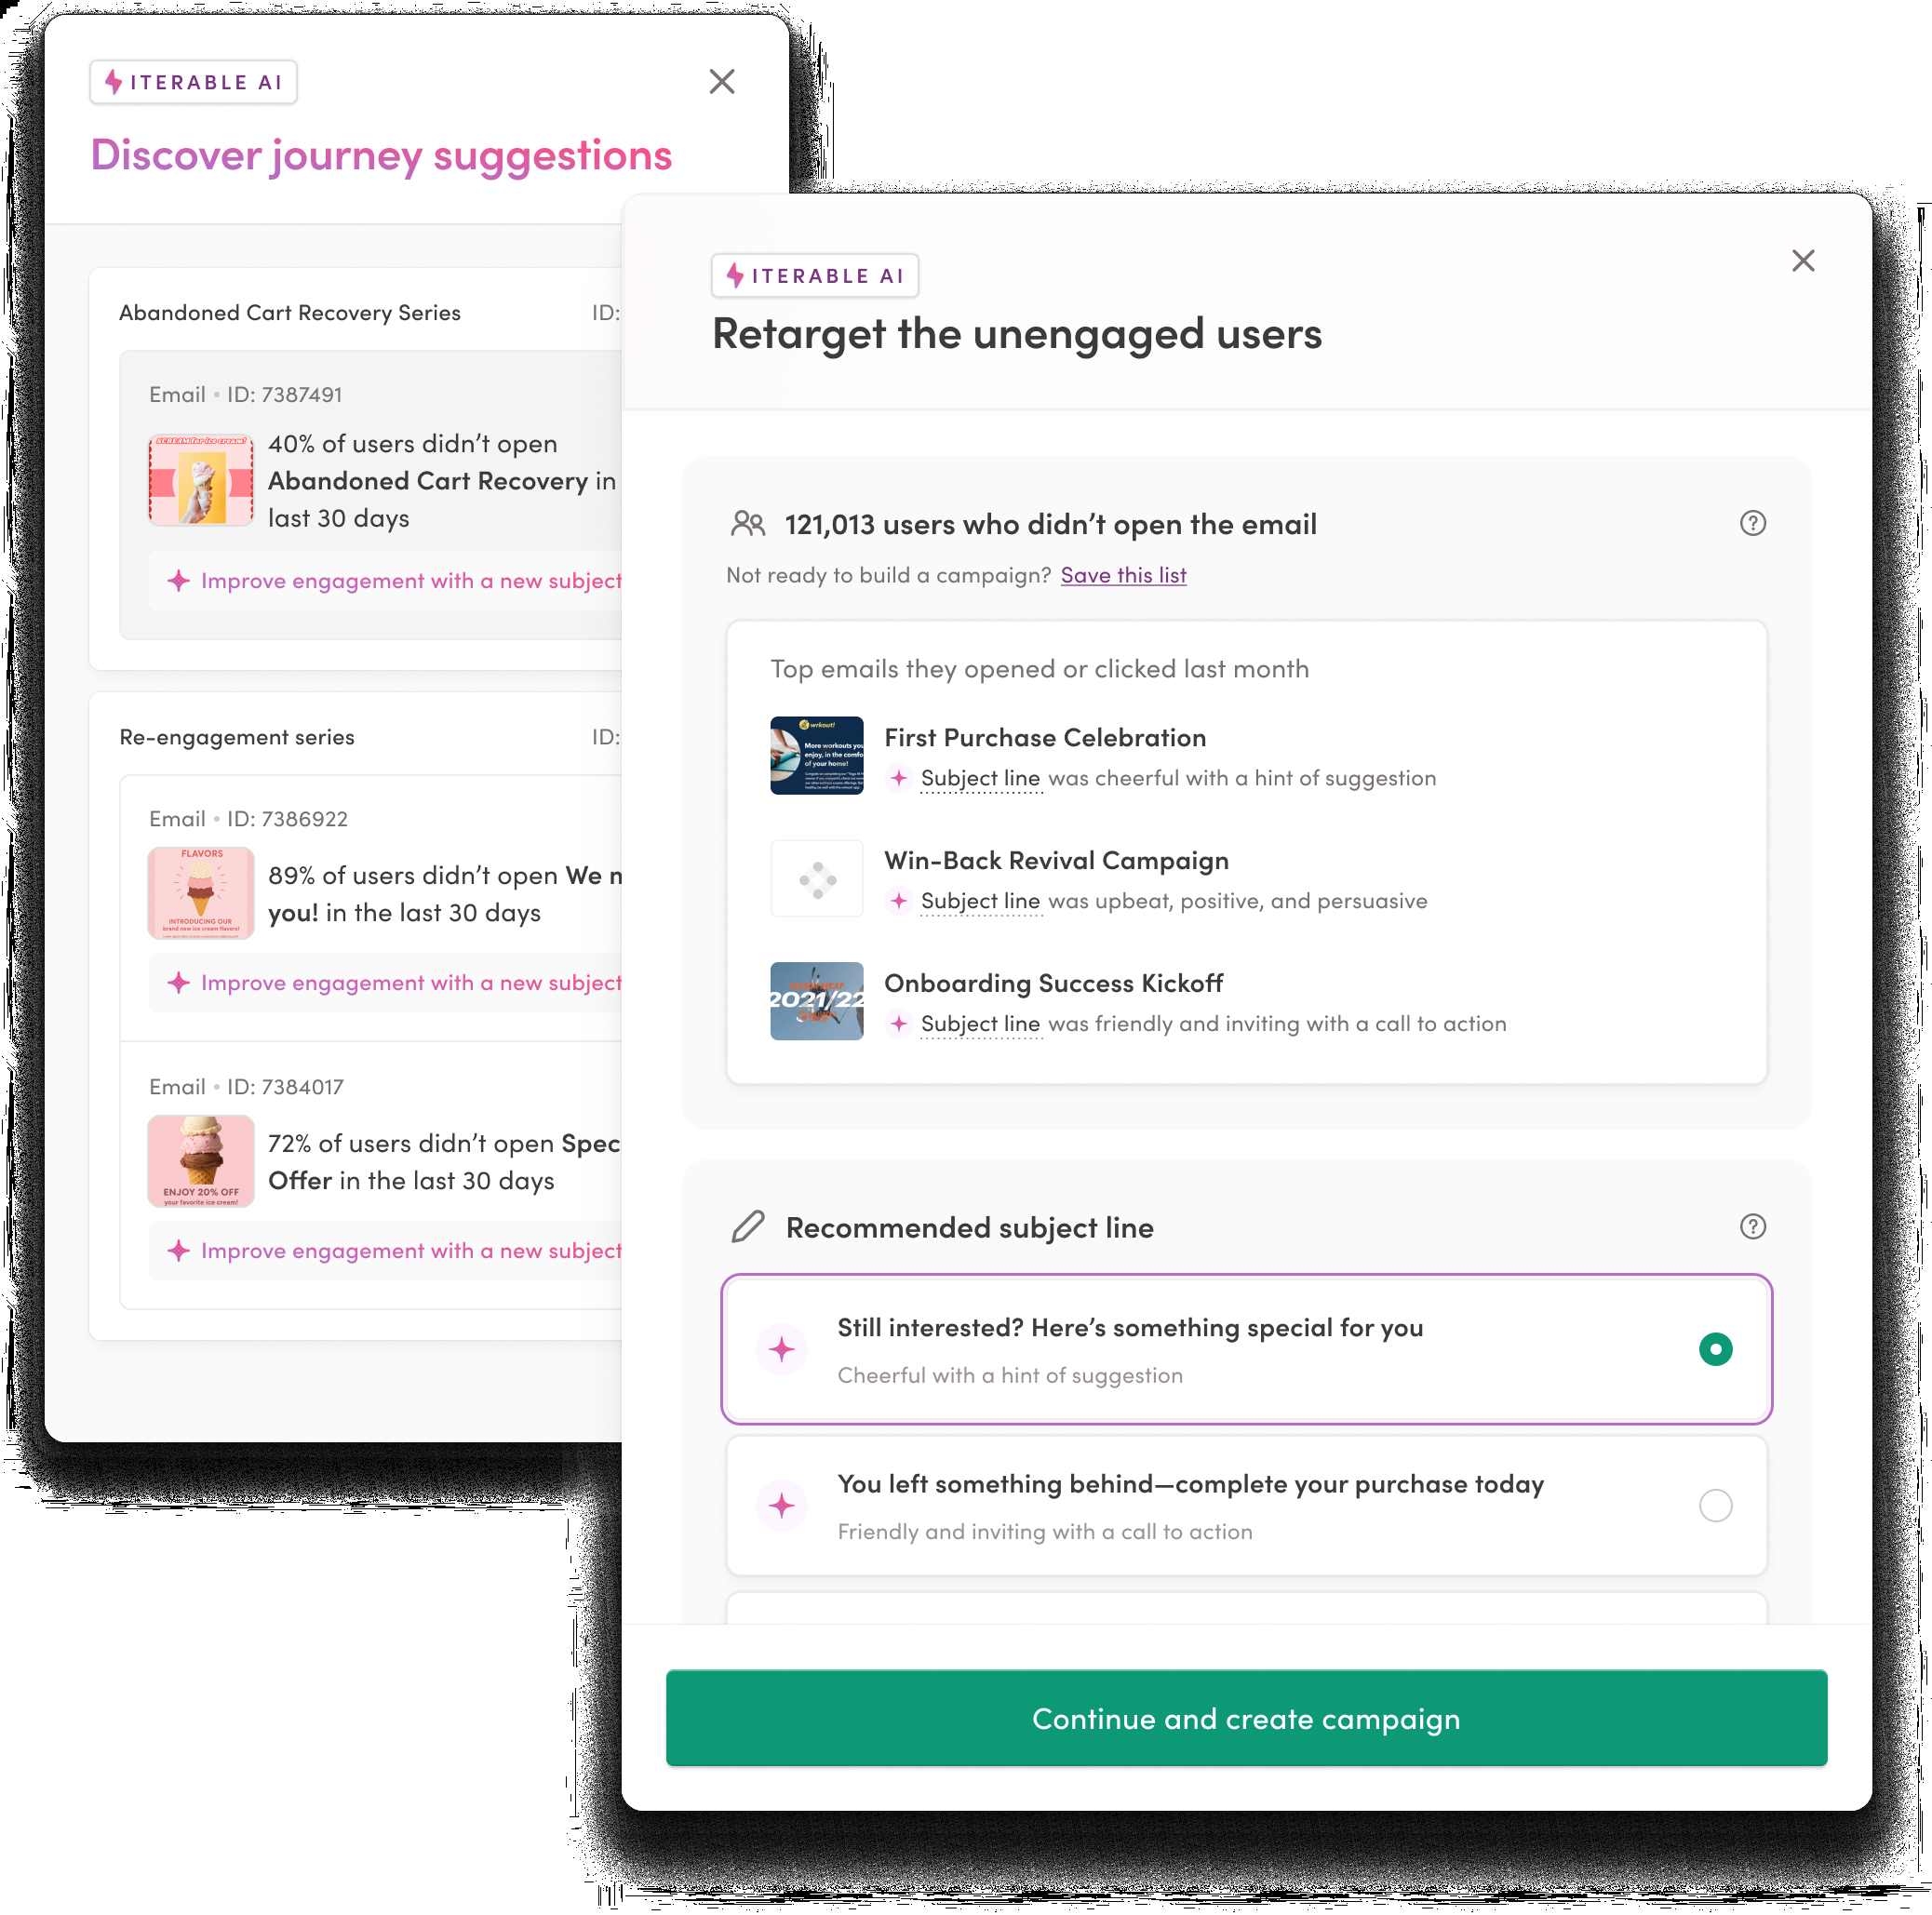 ITERABLE AI
Discover journey suggestions
Abandoned Cart Recovery Series ID:
Email • ID: 7387491
SCREAM for ice cream!
40% of users didn’t open
Abandoned Cart Recovery in
last 30 days
Improve engagement with a new subject
Re-engagement series ID:
Email • ID: 7386922
FLAVORS
INTRODUCING OUR
brand new ice cream flavors!
89% of users didn’t open We
you! in the last 30 days
Improve engagement with a new subject
Email • ID: 7384017
ENJOY 20% OFF
your favorite ice cream!
72% of users didn’t open Spec
Offer in the last 30 days
Improve engagement with a new subject
ITERABLE AI
Retarget the unengaged users
121,013 users who didn’t open the email
Not ready to build a campaign? Save this list
Top emails they opened or clicked last month
wrkout!
More workouts you
enjoy, in the comfo
of your home!
First Purchase Celebration
Subject line was cheerful with a hint of suggestion
Win-Back Revival Campaign
Subject line was upbeat, positive, and persuasive
2021/22
Onboarding Success Kickoff
Subject line was friendly and inviting with a call to action
Recommended subject line
Still interested? Here’s something special for you
Cheerful with a hint of suggestion
You left something behind—complete your purchase today
Friendly and inviting with a call to action
Continue and create campaign